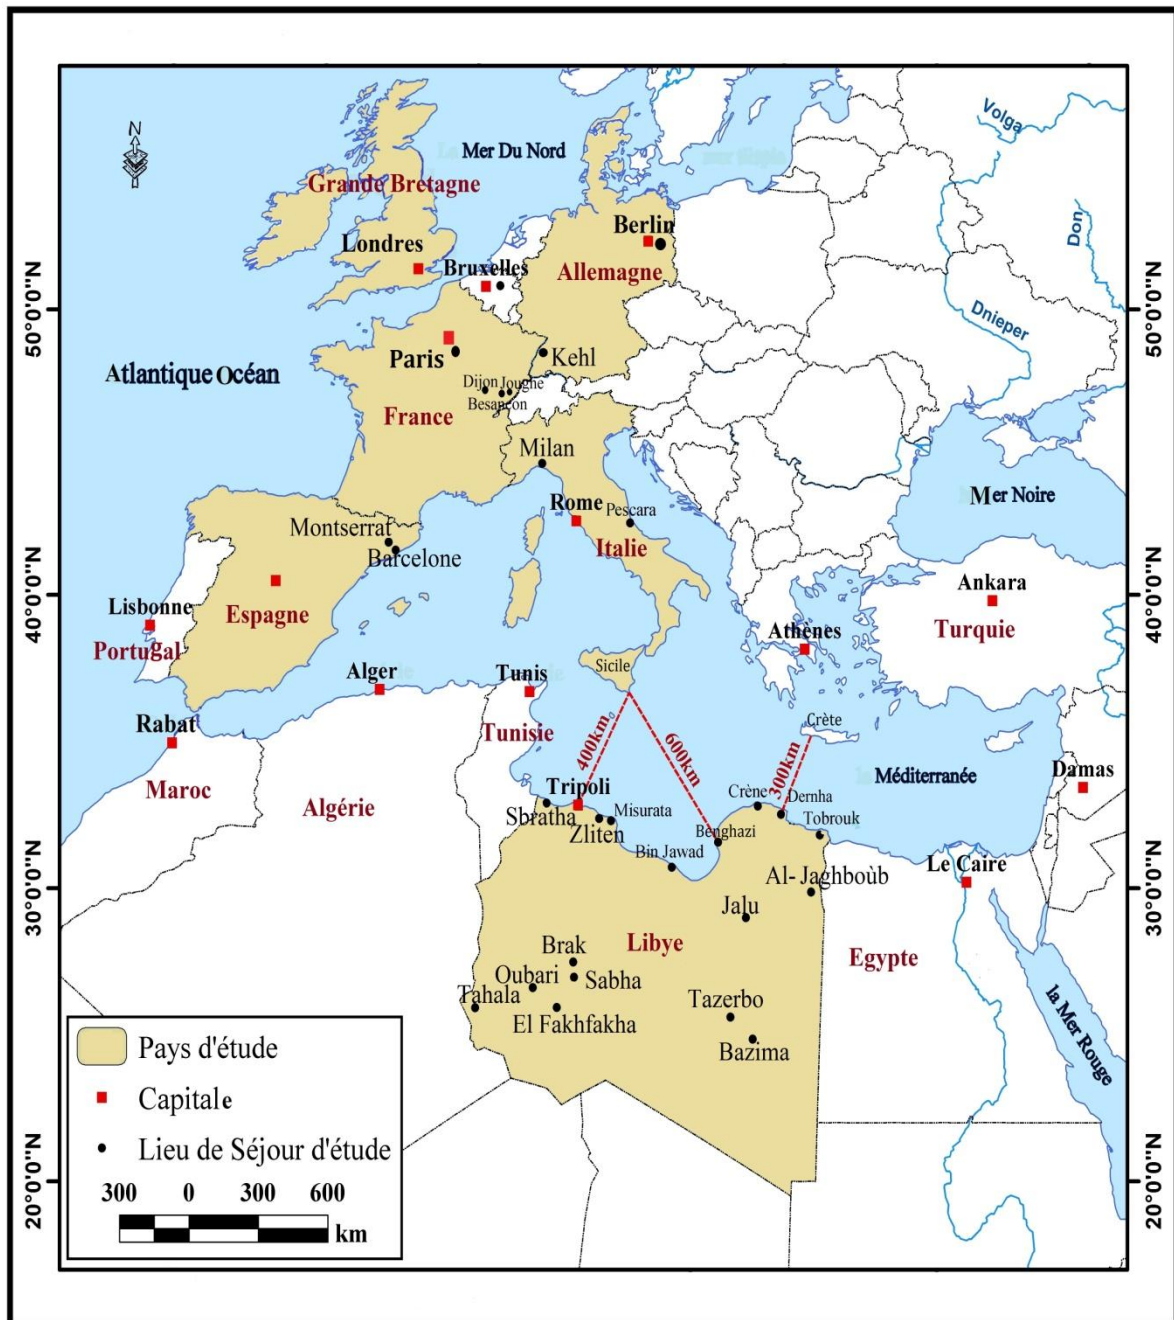 N
Mer Du Nord
Volga
Don
Dnieper
Grande Bretagne
Londres
Bruxelles
Berlin
Allemagne
50°0'0"N
50°0'0"N
Atlantique Océan
Paris
Kehl
Dijon
Joughe
Besançon
France
Milan
Mer Noire
Rome
Pescara
Italie
Montserrat
Barcelone
40°0'0"N
40°0'0"N
Lisbonne
Portugal
Espagne
Ankara
Turquie
Athènes
Sicile
Alger
Tunis
Tunisie
Rabat
Maroc
Algérie
400km
600km
300km
Crète
la Méditerranée
Damas
Tripoli
Sbratha
Zliten
Misurata
Bin Jawad
Benghazi
Crène
Dernha
Tobrouk
Al- Jaghboùb
Le Caire
30°0'0"N
30°0'0"N
Jalu
Libye
Egypte
Brak
Oubari
Sabha
Tahala
El Fakhfakha
Tazerbo
Bazima
la Mer Rouge
20°0'0"N
20°0'0"N
Pays d'étude
Capitale
Lieu de Séjour d'étude
300 0 300 600
km